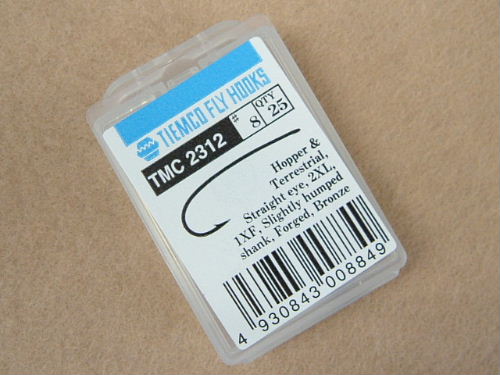 TIEMCO FLY HOOKS
TMC 2312
# 8
QTY 25
Hopper &
Terrestrial,
Straight eye, 2XL,
1XF, Slightly humped
shank, Forged, Bronze
4 930843 008849